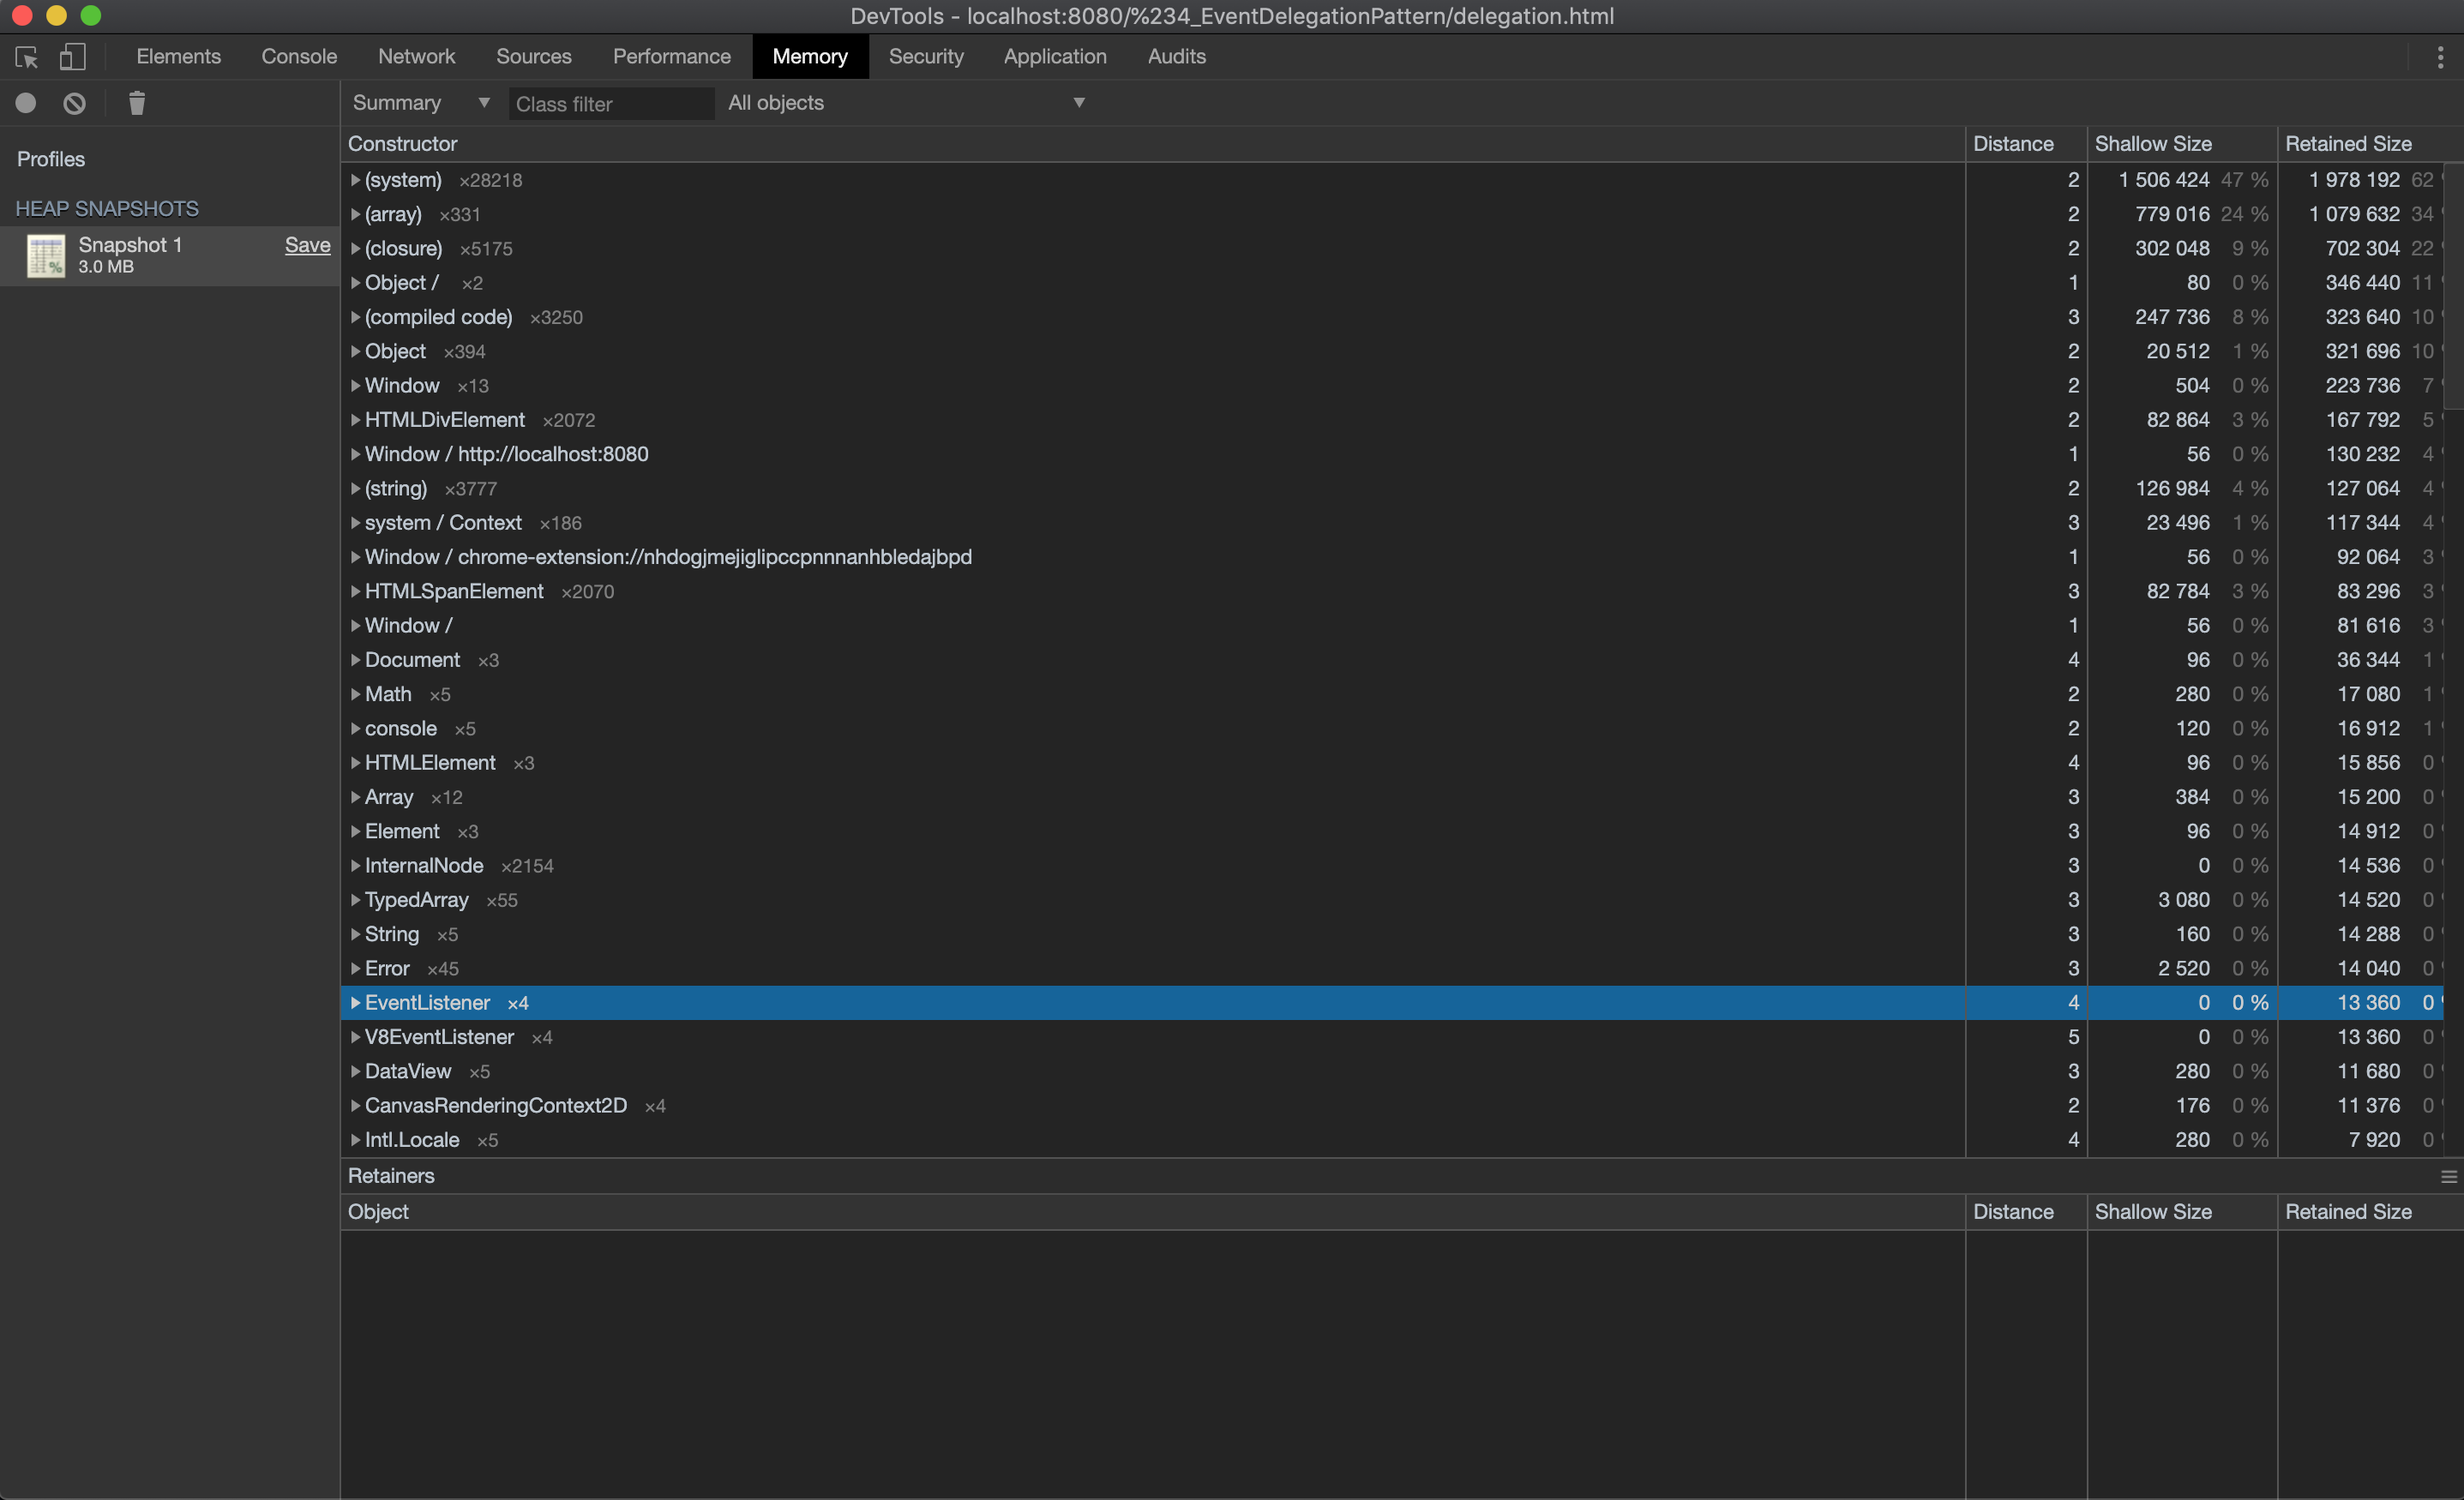 DevTools - localhost:8080/%234_EventDelegationPattern/delegation.html
Elements Console Network Sources Performance Memory Security Application Audits
Summary ▼ Class filter All objects ▼
Profiles
HEAP SNAPSHOTS
Snapshot 1 Save
3.0 MB
Constructor Distance Shallow Size Retained Size
(system) ×28218 2 1 506 424 47 % 1 978 192 62
(array) ×331 2 779 016 24 % 1 079 632 34
(closure) ×5175 2 302 048 9 % 702 304 22
Object / ×2 1 80 0 % 346 440 11
(compiled code) ×3250 3 247 736 8 % 323 640 10
Object ×394 2 20 512 1 % 321 696 10
Window ×13 2 504 0 % 223 736 7
HTMLDivElement ×2072 2 82 864 3 % 167 792 5
Window / http://localhost:8080 1 56 0 % 130 232 4
(string) ×3777 2 126 984 4 % 127 064 4
system / Context ×186 3 23 496 1 % 117 344 4
Window / chrome-extension://nhdogjmejiglipccpnnnanhbledajbpd 1 56 0 % 92 064 3
HTMLSpanElement ×2070 3 82 784 3 % 83 296 3
Window / 1 56 0 % 81 616 3
Document ×3 4 96 0 % 36 344 1
Math ×5 2 280 0 % 17 080 1
console ×5 2 120 0 % 16 912 1
HTMLElement ×3 4 96 0 % 15 856 0
Array ×12 3 384 0 % 15 200 0
Element ×3 3 96 0 % 14 912 0
InternalNode ×2154 3 0 0 % 14 536 0
TypedArray ×55 3 3 080 0 % 14 520 0
String ×5 3 160 0 % 14 288 0
Error ×45 3 2 520 0 % 14 040 0
EventListener ×4 4 0 0 % 13 360 0
V8EventListener ×4 5 0 0 % 13 360 0
DataView ×5 3 280 0 % 11 680 0
CanvasRenderingContext2D ×4 2 176 0 % 11 376 0
Intl.Locale ×5 4 280 0 % 7 920 0
Retainers
Object Distance Shallow Size Retained Size